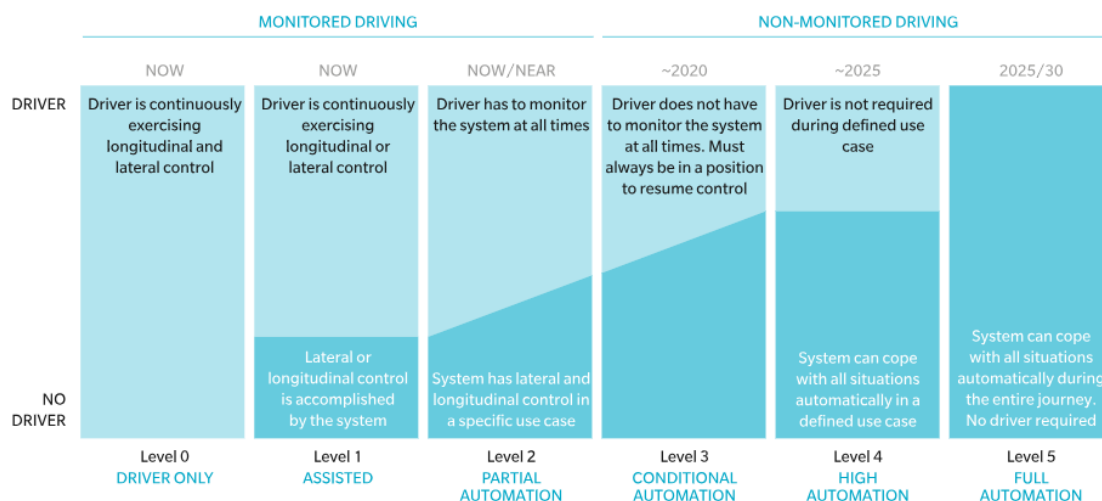 MONITORED DRIVING
NON-MONITORED DRIVING
NOW
NOW
NOW/NEAR
~2020
~2025
2025/30
DRIVER
Driver is continuously
exercising
longitudinal and
lateral control
Driver is continuously
exercising
longitudinal or
lateral control
Driver has to monitor
the system at all times
Driver does not have
to monitor the system
at all times. Must
always be in a position
to resume control
Driver is not required
during defined use
case
NO
DRIVER
Lateral or
longitudinal control
is accomplished
by the system
System has lateral and
longitudinal control in
a specific use case
System can cope
with all situations
automatically in a
defined use case
System can cope
with all situations
automatically during
the entire journey.
No driver required
Level 0
DRIVER ONLY
Level 1
ASSISTED
Level 2
PARTIAL
AUTOMATION
Level 3
CONDITIONAL
AUTOMATION
Level 4
HIGH
AUTOMATION
Level 5
FULL
AUTOMATION